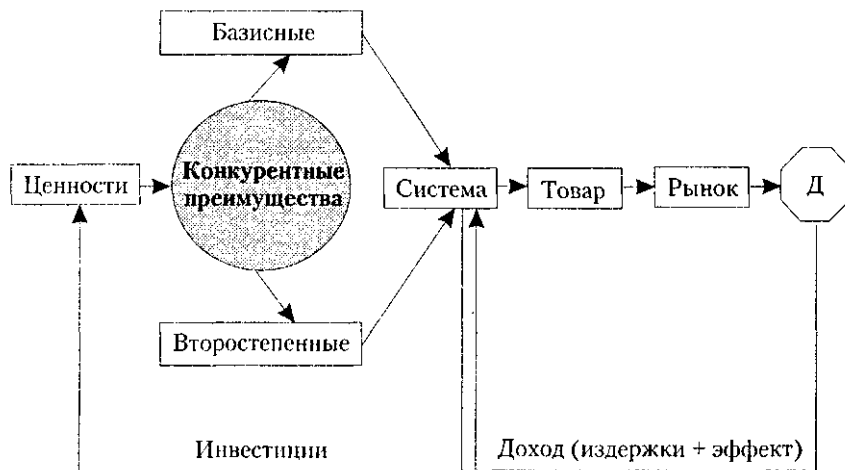 Базисные
Ценности
Конкурентные
преимущества
Система
Товар
Рынок
Д
Второстепенные
Инвестиции
Доход (издержки + эффект)